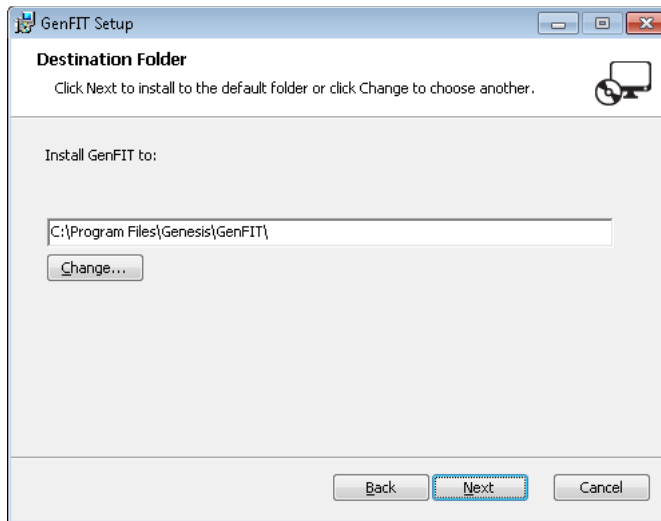 GenFIT Setup
Destination Folder
Click Next to install to the default folder or click Change to choose another.
Install GenFIT to:
C:\Program Files\Genesis\GenFIT\
Change...
Back Next Cancel